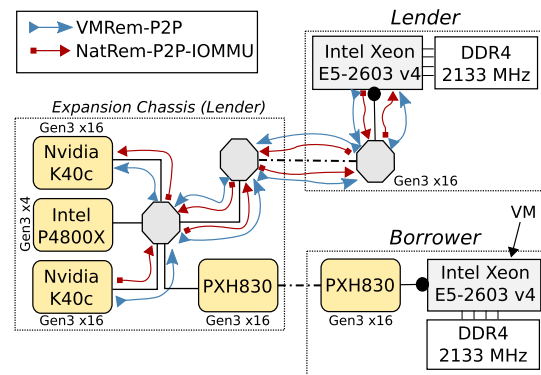 VMRem-P2P
NatRem-P2P-IOMMU
Lender
Intel Xeon
E5-2603 v4
DDR4
2133 MHz
Gen3 x16
Expansion Chassis (Lender)
Gen3 x16
Nvidia
K40c
Gen3 x4
Intel
P4800X
Nvidia
K40c
Gen3 x16
PXH830
Gen3 x16
VM
Borrower
PXH830
Gen3 x16
Intel Xeon
E5-2603 v4
DDR4
2133 MHz